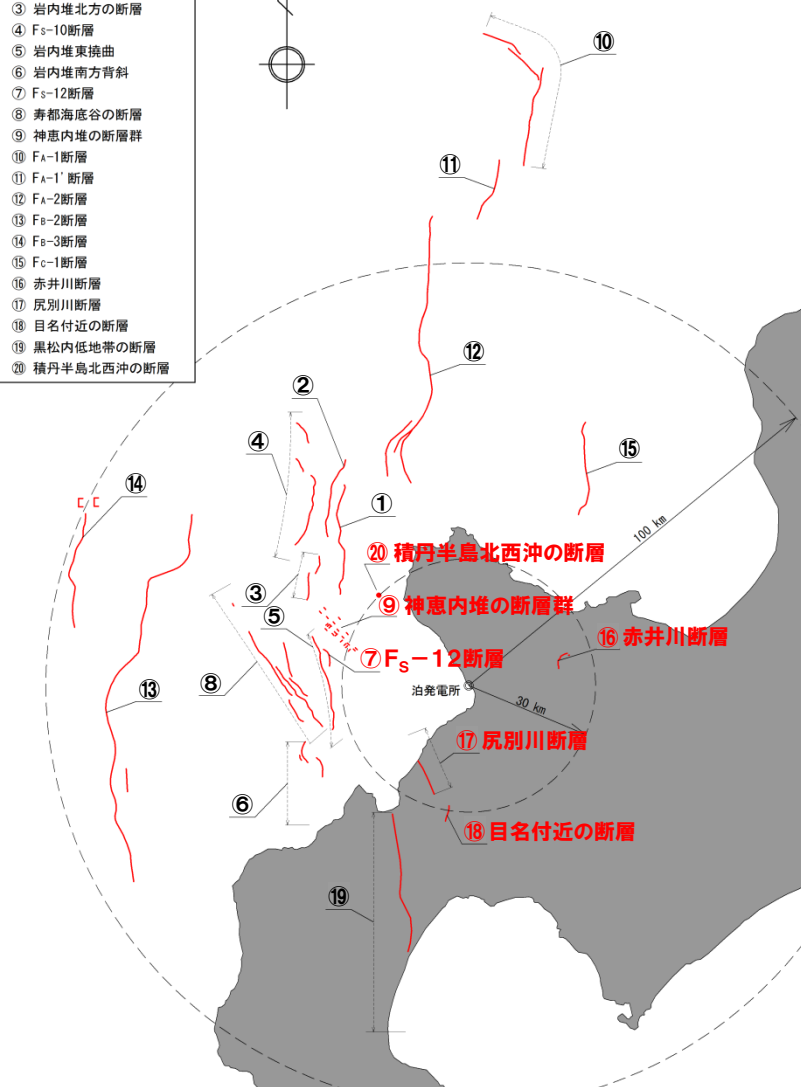 ③ 岩内堆北方の断層
④ Fs-10断層
⑤ 岩内堆東撓曲
⑥ 岩内堆南方背斜
⑦ Fs-12断層
⑧ 寿都海底谷の断層
⑨ 神恵内堆の断層群
⑩ FA-1断層
⑪ FA-1'断層
⑫ FA-2断層
⑬ FB-2断層
⑭ FB-3断層
⑮ FC-1断層
⑯ 赤井川断層
⑰ 尻別川断層
⑱ 目名付近の断層
⑲ 黒松内低地帯の断層
⑳ 積丹半島北西沖の断層
⑩
⑪
⑫
②
④
⑮
⑭
①
100 km
⑳ 積丹半島北西沖の断層
③
⑨ 神恵内堆の断層群
⑤
⑯ 赤井川断層
⑦ FS-12断層
⑧
⑬
泊発電所
30 km
⑰ 尻別川断層
⑥
⑱ 目名付近の断層
⑲